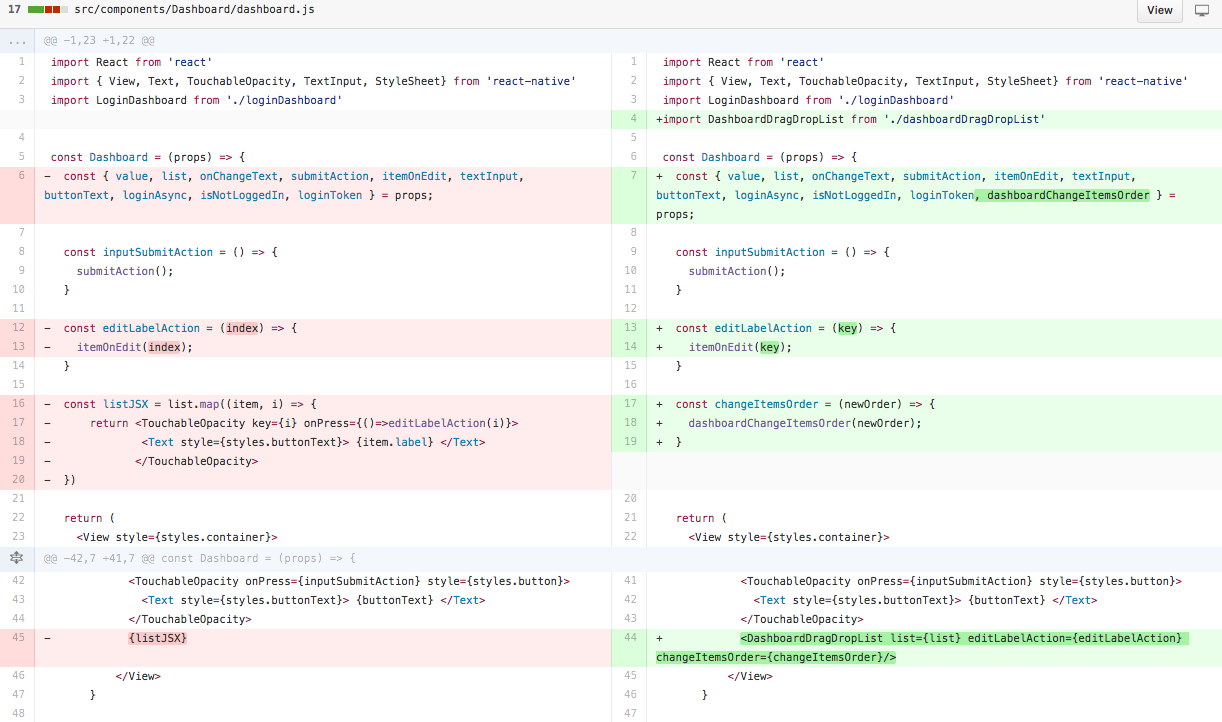 17 src/components/Dashboard/dashboard.js View
... @@ -1,23 +1,22 @@
1 import React from 'react' 1 import React from 'react'
2 import { View, Text, TouchableOpacity, TextInput, StyleSheet} from 'react-native' 2 import { View, Text, TouchableOpacity, TextInput, StyleSheet} from 'react-native'
3 import LoginDashboard from './loginDashboard' 3 import LoginDashboard from './loginDashboard'
4 +import DashboardDragDropList from './dashboardDragDropList'
4 5
5 const Dashboard = (props) => { 6 const Dashboard = (props) => {
6 - const { value, list, onChangeText, submitAction, itemOnEdit, textInput, 7 + const { value, list, onChangeText, submitAction, itemOnEdit, textInput,
buttonText, loginAsync, isNotLoggedIn, loginToken } = props; buttonText, loginAsync, isNotLoggedIn, loginToken, dashboardChangeItemsOrder } =
props;
7 8
8 const inputSubmitAction = () => { 9 const inputSubmitAction = () => {
9 submitAction(); 10 submitAction();
10 } 11 }
11 12
12 - const editLabelAction = (index) => { 13 + const editLabelAction = (key) => {
13 - itemOnEdit(index); 14 + itemOnEdit(key);
14 } 15 }
15 16
16 - const listJSX = list.map((item, i) => { 17 + const changeItemsOrder = (newOrder) => {
17 - return <TouchableOpacity key={i} onPress={()=>editLabelAction(i)}> 18 + dashboardChangeItemsOrder(newOrder);
18 - <Text style={styles.buttonText}> {item.label} </Text> 19 + }
19 - </TouchableOpacity>
20 - })
21 20
22 return ( 21 return (
23 <View style={styles.container}> 22 <View style={styles.container}>
@@ -42,7 +41,7 @@ const Dashboard = (props) => {
42 <TouchableOpacity onPress={inputSubmitAction} style={styles.button}> 41 <TouchableOpacity onPress={inputSubmitAction} style={styles.button}>
43 <Text style={styles.buttonText}> {buttonText} </Text> 42 <Text style={styles.buttonText}> {buttonText} </Text>
44 </TouchableOpacity> 43 </TouchableOpacity>
45 - {listJSX} 44 + <DashboardDragDropList list={list} editLabelAction={editLabelAction}
changeItemsOrder={changeItemsOrder}/>
46 </View> 45 </View>
47 ) 46 )
48 47